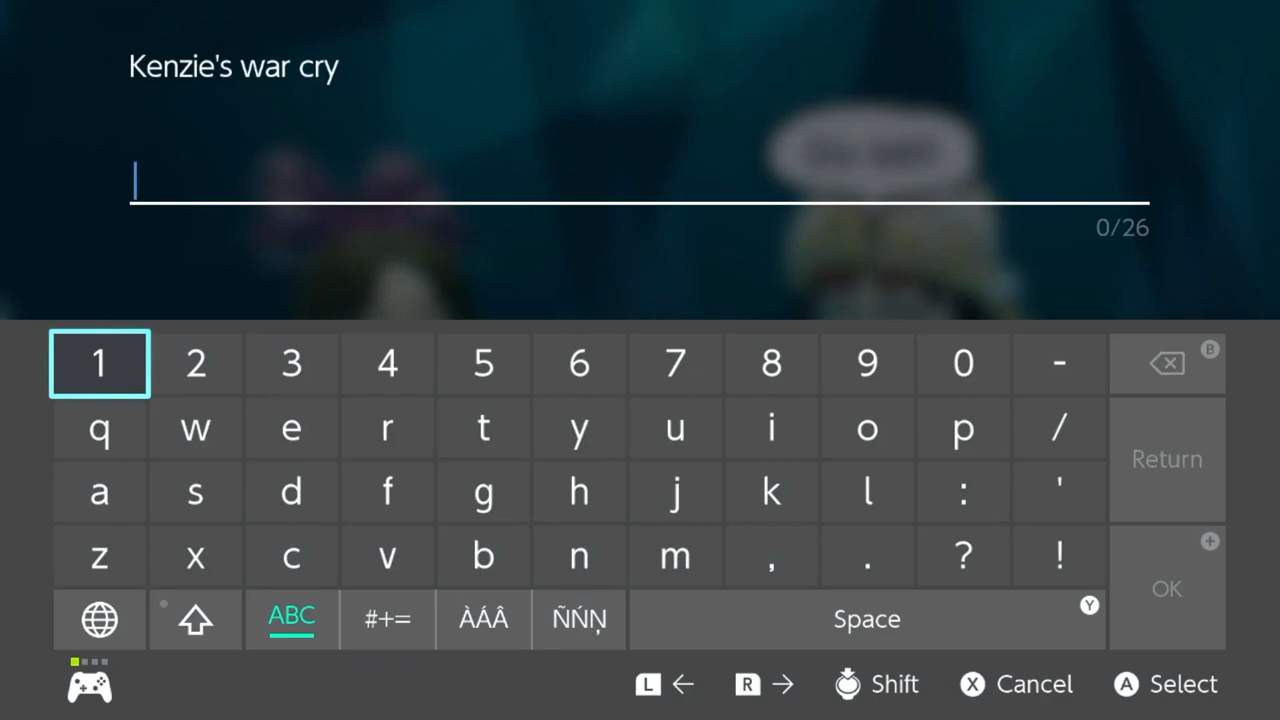 Kenzie's war cry
0/26
1 2 3 4 5 6 7 8 9 0 - B
q w e r t y u i o p /
Return
a s d f g h j k l : '
z x c v b n m , . ? ! +
OK
ABC #+= ÀÁÂ ÑŃŅ Space Y
L ← R → Shift X Cancel A Select